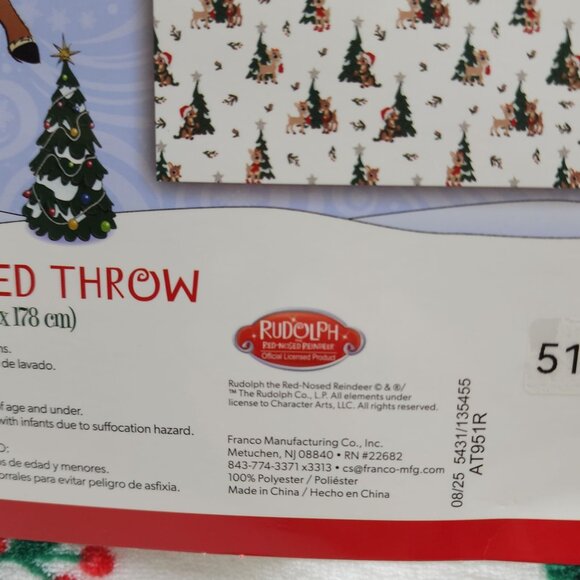 ED THROW
x 178 cm)
ns.
de lavado.
of age and under.
with infants due to suffocation hazard.
O:
os de edad y menores.
orrales para evitar peligro de asfixia.
RUDOLPH
RED-NOSED REINDEER
Official Licensed Product
Rudolph the Red-Nosed Reindeer © & ®/
™ The Rudolph Co., L.P. All elements under
license to Character Arts, LLC. All rights reserved.
Franco Manufacturing Co., Inc.
Metuchen, NJ 08840 • RN #22682
843-774-3371 x3313 • cs@franco-mfg.com
100% Polyester / Poliéster
Made in China / Hecho en China
08/25 5431/135455
AT951R
51